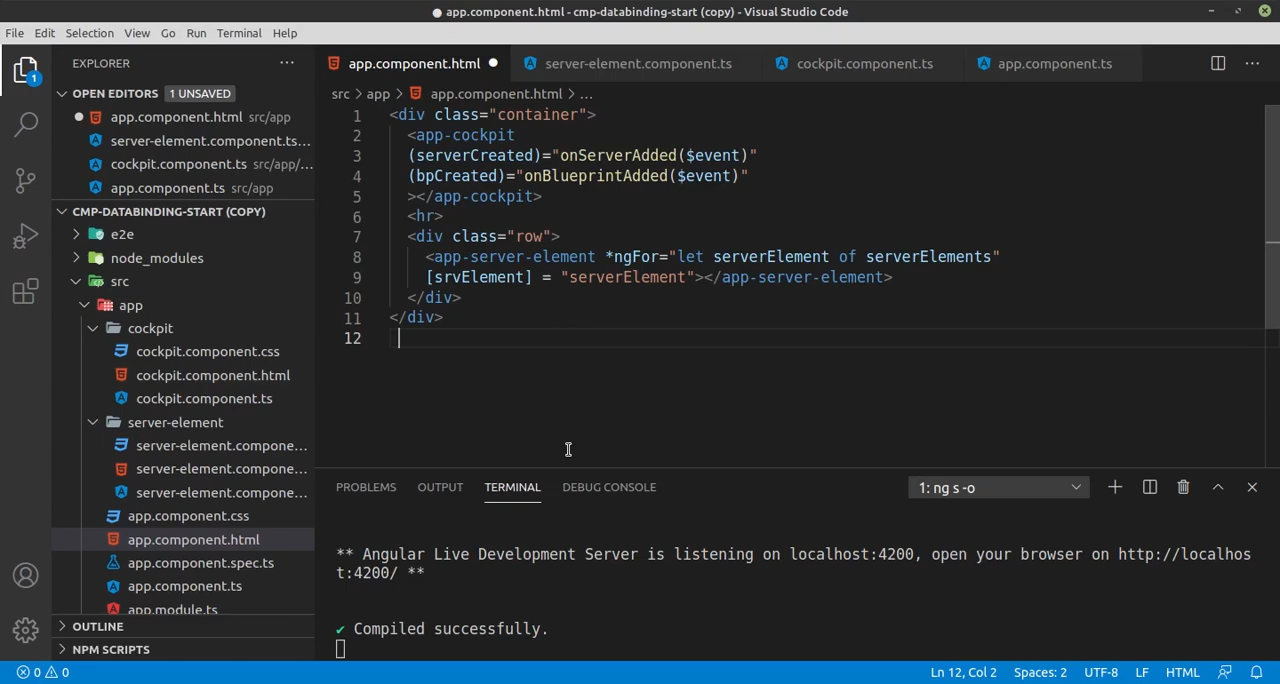 ● app.component.html - cmp-databinding-start (copy) - Visual Studio Code
File Edit Selection View Go Run Terminal Help
1
EXPLORER
OPEN EDITORS 1 UNSAVED
app.component.html src/app
server-element.component.ts...
cockpit.component.ts src/app/...
app.component.ts src/app
CMP-DATABINDING-START (COPY)
e2e
node_modules
src
app
cockpit
cockpit.component.css
cockpit.component.html
cockpit.component.ts
server-element
server-element.compone...
server-element.compone...
server-element.compone...
app.component.css
app.component.html
app.component.spec.ts
app.component.ts
app.module.ts
OUTLINE
NPM SCRIPTS
app.component.html server-element.component.ts cockpit.component.ts app.component.ts
src > app > app.component.html > ...
1 <div class="container">
2 <app-cockpit
3 (serverCreated)="onServerAdded($event)"
4 (bpCreated)="onBlueprintAdded($event)"
5 ></app-cockpit>
6 <hr>
7 <div class="row">
8 <app-server-element *ngFor="let serverElement of serverElements"
9 [srvElement] = "serverElement"></app-server-element>
10 </div>
11 </div>
12
PROBLEMS OUTPUT TERMINAL DEBUG CONSOLE 1: ng s -o
** Angular Live Development Server is listening on localhost:4200, open your browser on http://localhos
t:4200/ **
✔ Compiled successfully.
0 0 Ln 12, Col 2 Spaces: 2 UTF-8 LF HTML